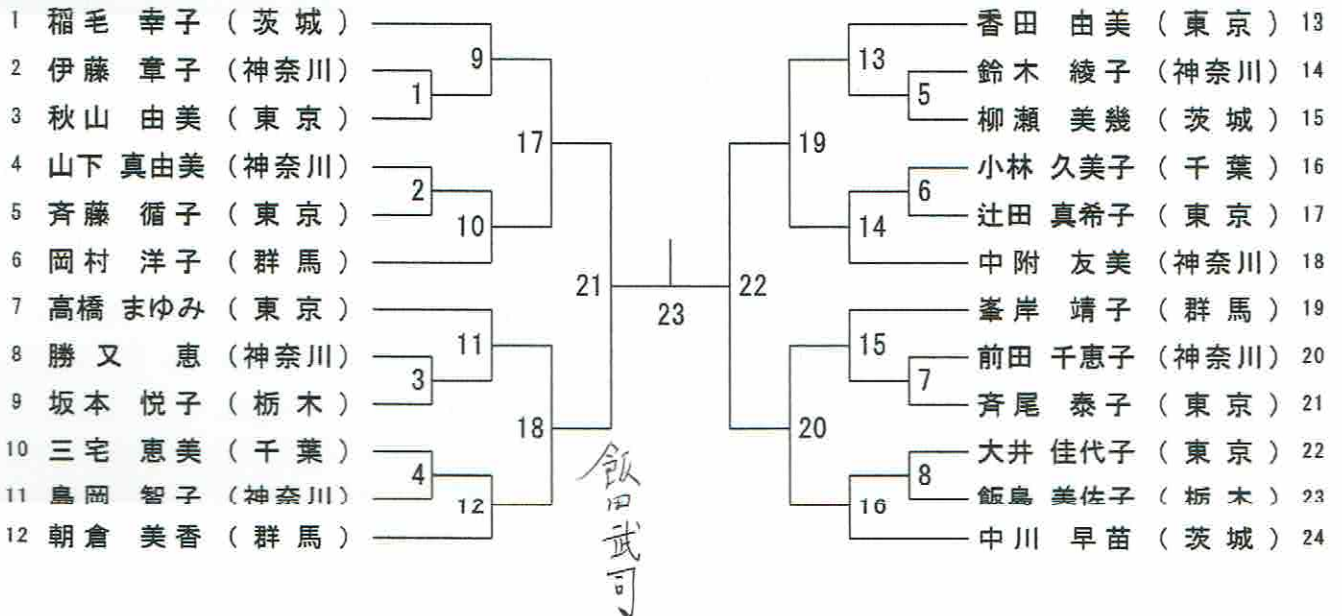 1 稲毛 幸子 (茨城)
2 伊藤 章子 (神奈川)
3 秋山 由美 (東京)
4 山下 真由美 (神奈川)
5 斉藤 循子 (東京)
6 岡村 洋子 (群馬)
7 高橋 まゆみ (東京)
8 勝又 恵 (神奈川)
9 坂本 悦子 (栃木)
10 三宅 恵美 (千葉)
11 鳥岡 智子 (神奈川)
12 朝倉 美香 (群馬)
9
1
17
2
10
21
11
3
18
4
12
23
飯田武司
13
5
19
6
14
22
15
7
20
8
16
香田 由美 (東京) 13
鈴木 綾子 (神奈川) 14
柳瀬 美幾 (茨城) 15
小林 久美子 (千葉) 16
辻田 真希子 (東京) 17
中附 友美 (神奈川) 18
峯岸 靖子 (群馬) 19
前田 千恵子 (神奈川) 20
斉尾 泰子 (東京) 21
大井 佳代子 (東京) 22
飯島 美佐子 (栃木) 23
中川 早苗 (茨城) 24